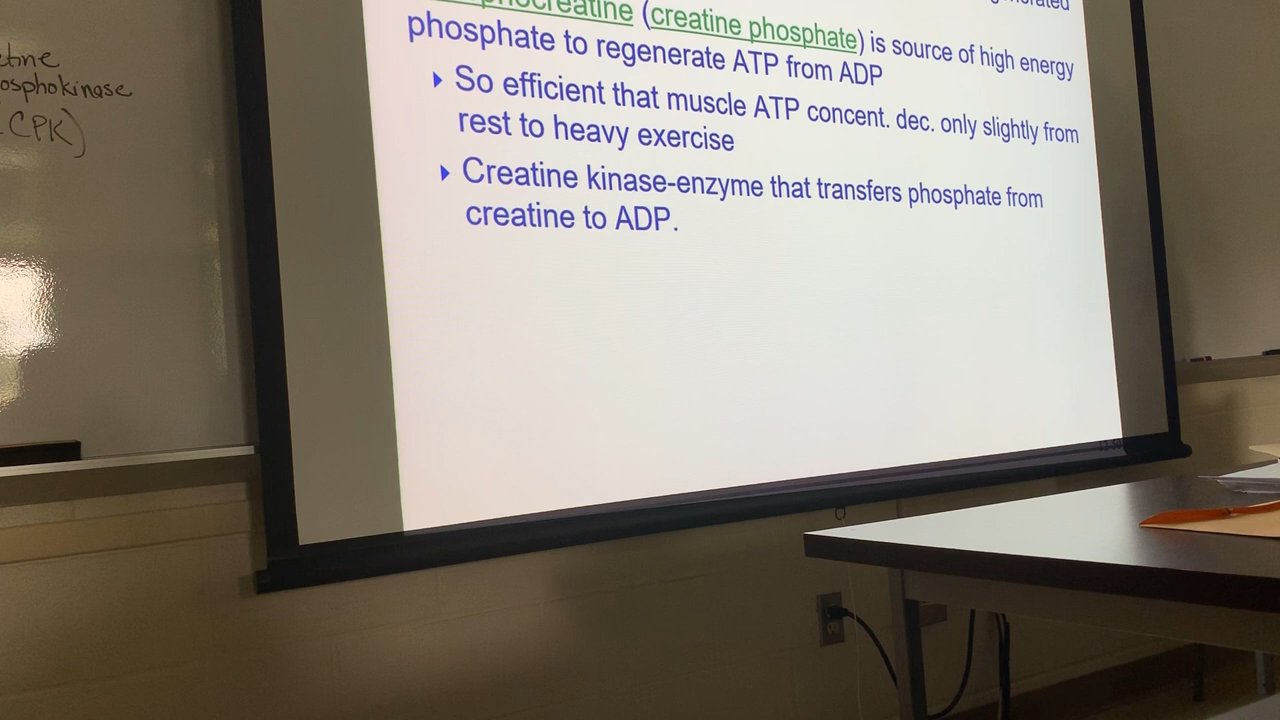 (creatine phosphate) is source of high energy
phosphate to regenerate ATP from ADP
So efficient that muscle ATP concent. dec. only slightly from
rest to heavy exercise
Creatine kinase-enzyme that transfers phosphate from
creatine to ADP.
(CPK)